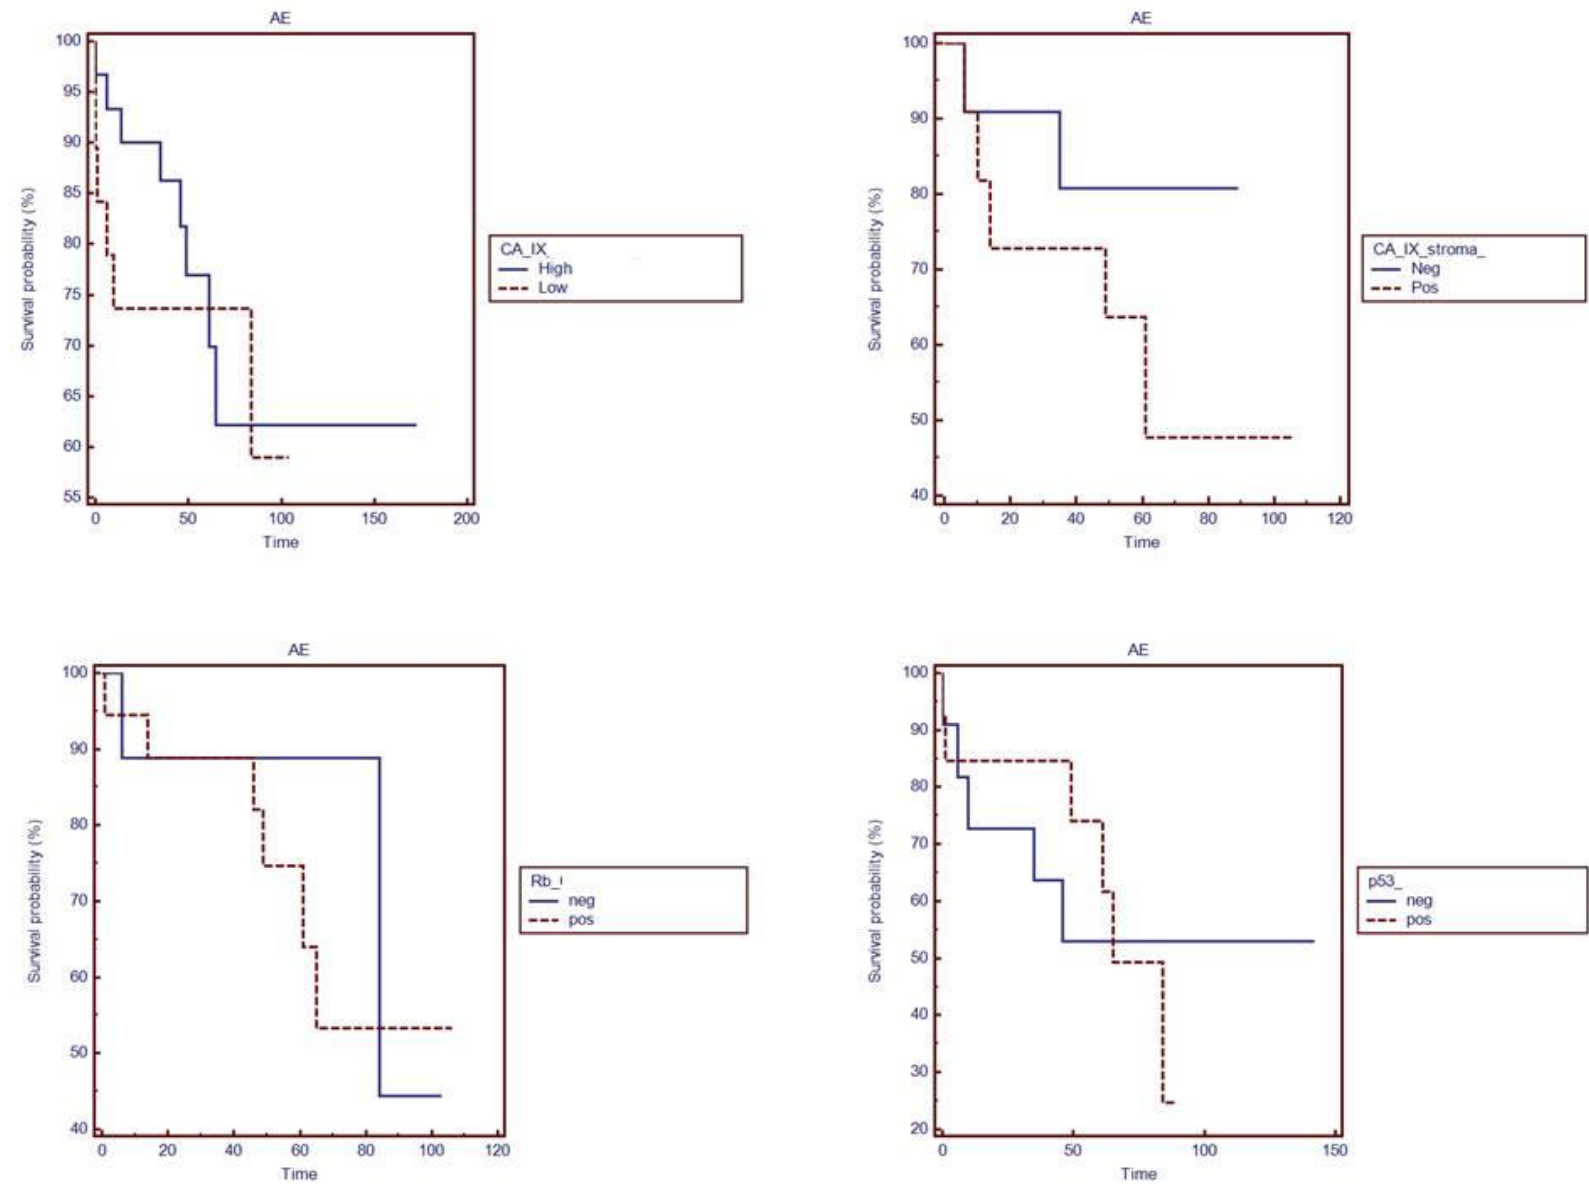 AE
Survival probability (%)
100
95
90
85
80
75
70
65
60
55
0 50 100 150 200
Time
CA_IX
High
Low
AE
Survival probability (%)
100
90
80
70
60
50
40
0 20 40 60 80 100 120
Time
CA_IX_stroma_
Neg
Pos
AE
Survival probability (%)
100
90
80
70
60
50
40
0 20 40 60 80 100 120
Time
Rb_
neg
pos
AE
Survival probability (%)
100
90
80
70
60
50
40
30
20
0 50 100 150
Time
p53_
neg
pos